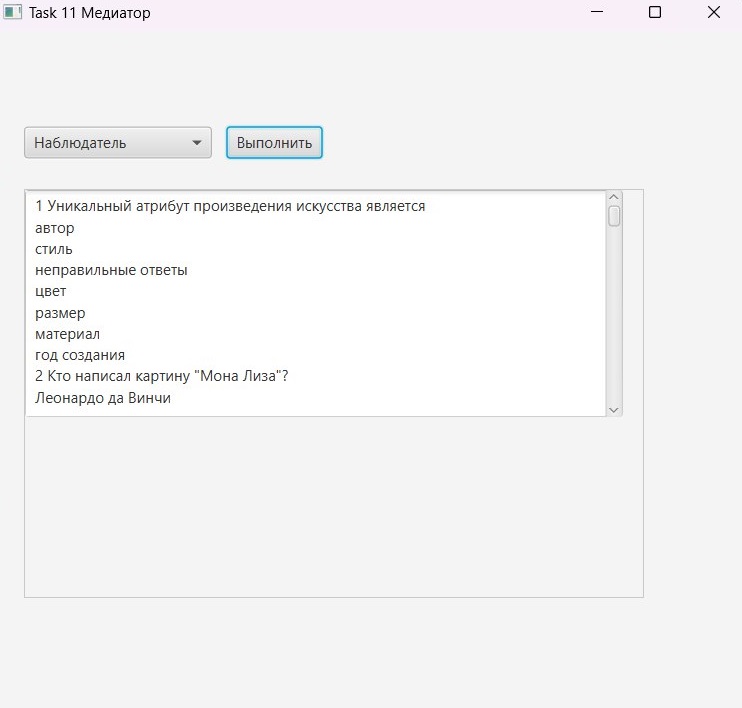 Task 11 Медиатор
Наблюдатель
Выполнить
1 Уникальный атрибут произведения искусства является
автор
стиль
неправильные ответы
цвет
размер
материал
год создания
2 Кто написал картину "Мона Лиза"?
Леонардо да Винчи